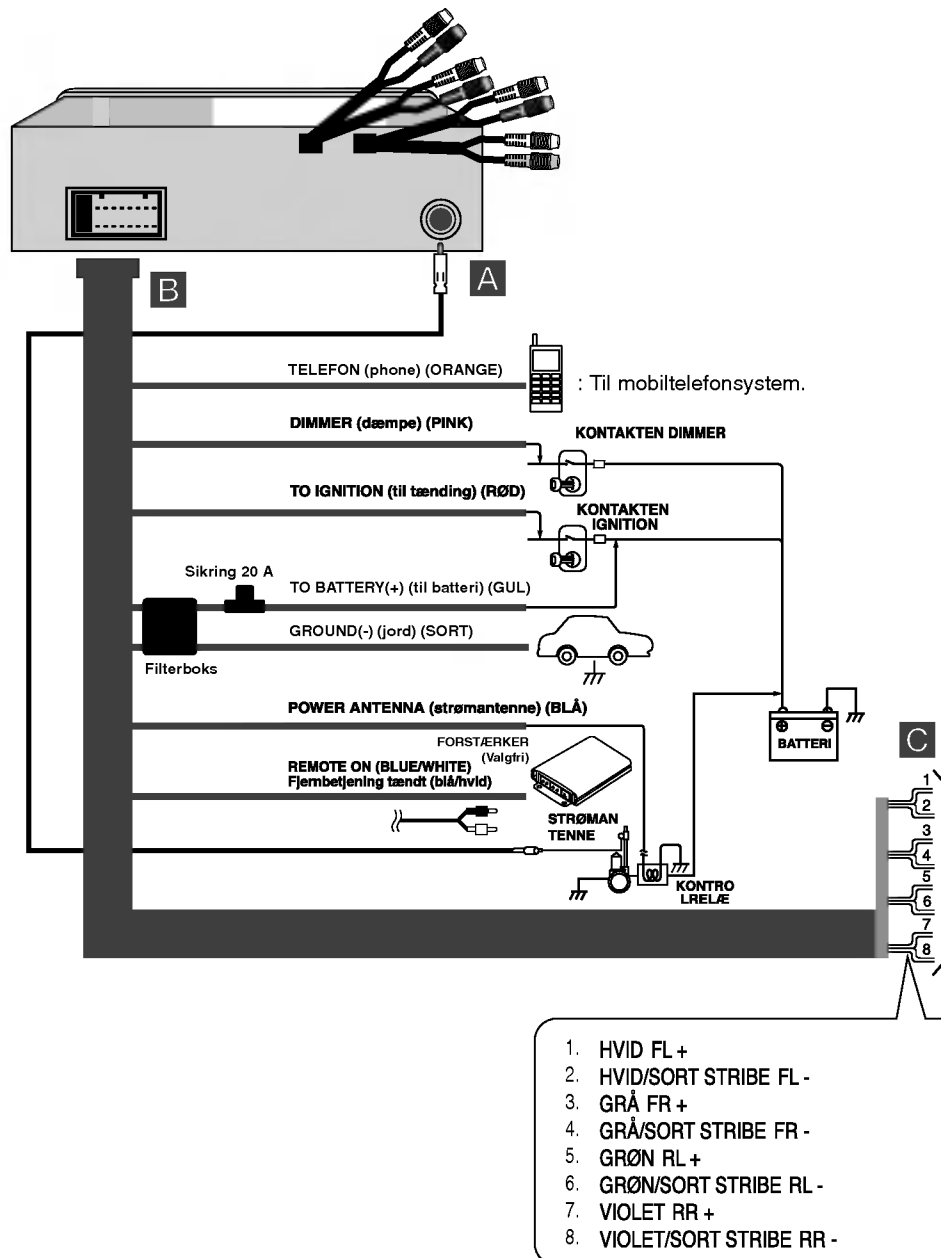 A
B
TELEFON (phone) (ORANGE)
: Til mobiltelefonsystem.
DIMMER (dæmpe) (PINK)
KONTAKTEN DIMMER
TO IGNITION (til tænding) (RØD)
KONTAKTEN
IGNITION
Sikring 20 A
TO BATTERY(+) (til batteri) (GUL)
GROUND(-) (jord) (SORT)
Filterboks
POWER ANTENNA (strømantenne) (BLÅ)
BATTERI
C
FORSTÆRKER
(Valgfri)
REMOTE ON (BLUE/WHITE)
Fjernbetjening tændt (blå/hvid)
STRØMAN
TENNE
KONTRO
LRELÆ
1
2
3
4
5
6
7
8
1. HVID FL +
2. HVID/SORT STRIBE FL -
3. GRÅ FR +
4. GRÅ/SORT STRIBE FR -
5. GRØN RL +
6. GRØN/SORT STRIBE RL -
7. VIOLET RR +
8. VIOLET/SORT STRIBE RR -